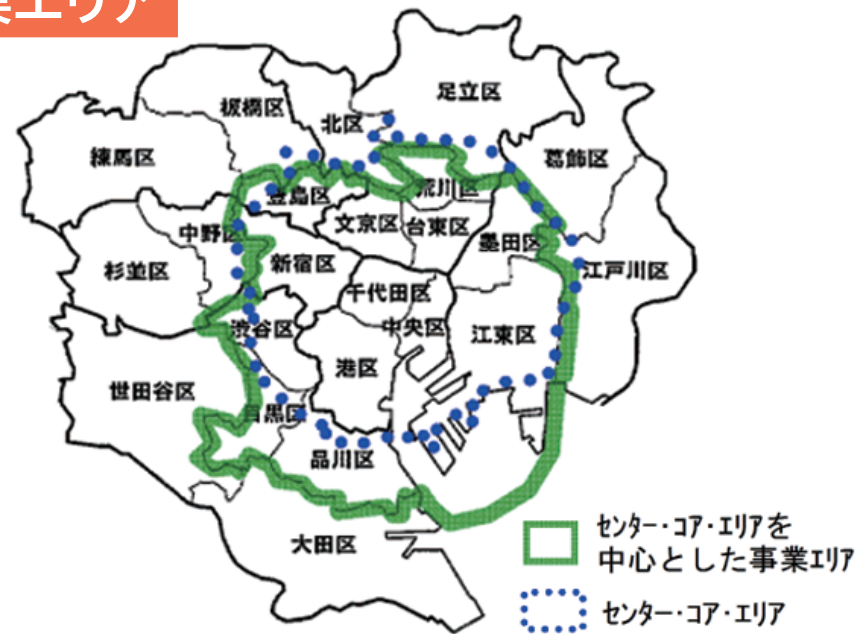 業エリア
足立区
板橋区
北区
練馬区
葛飾区
荒川区
豊島区
文京区
台東区
中野区
墨田区
新宿区
杉並区
江戸川区
千代田区
中央区
渋谷区
江東区
港区
世田谷区
目黒区
品川区
大田区
センター・コア・エリアを
中心とした事業エリア
センター・コア・エリア